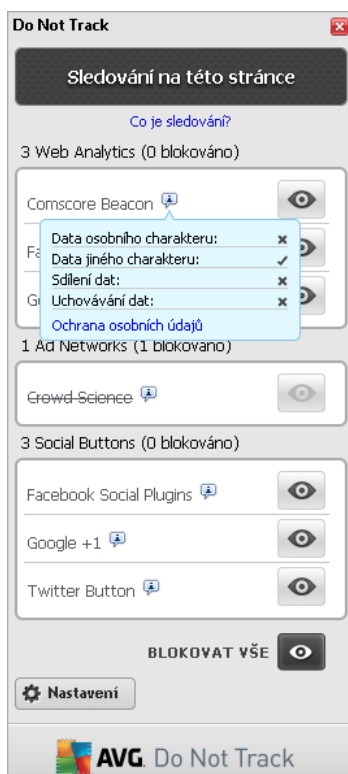 Do Not Track
Sledování na této stránce
Co je sledování?
3 Web Analytics (0 blokováno)
Comscore Beacon
Data osobního charakteru:
Data jiného charakteru:
Sdílení dat:
Uchovávání dat:
Ochrana osobních údajů
1 Ad Networks (1 blokováno)
Crowd Science
3 Social Buttons (0 blokováno)
Facebook Social Plugins
Google +1
Twitter Button
BLOKOVAT VŠE
Nastavení
AVG. Do Not Track